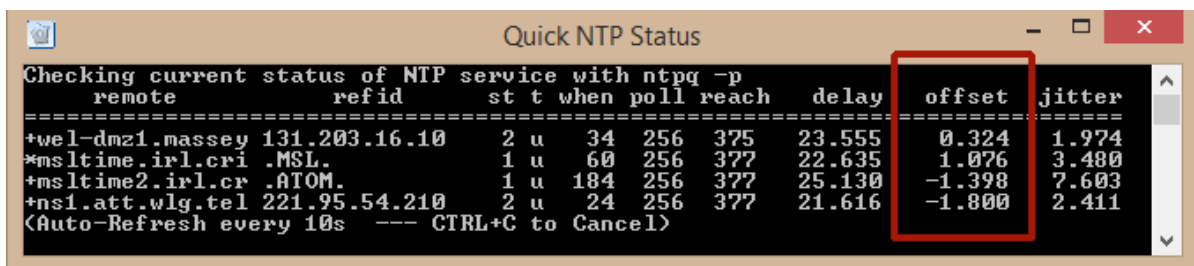 Quick NTP Status
Checking current status of NTP service with ntpq -p
remote refid st t when poll reach delay offset jitter
==============================================================================
+wel-dmz1.massey 131.203.16.10 2 u 34 256 375 23.555 0.324 1.974
*msltime.irl.cri .MSL. 1 u 60 256 377 22.635 1.076 3.480
+msltime2.irl.cr .ATOM. 1 u 184 256 377 25.130 -1.398 7.603
+ns1.att.wlg.tel 221.95.54.210 2 u 24 256 377 21.616 -1.800 2.411
(Auto-Refresh every 10s --- CTRL+C to Cancel)